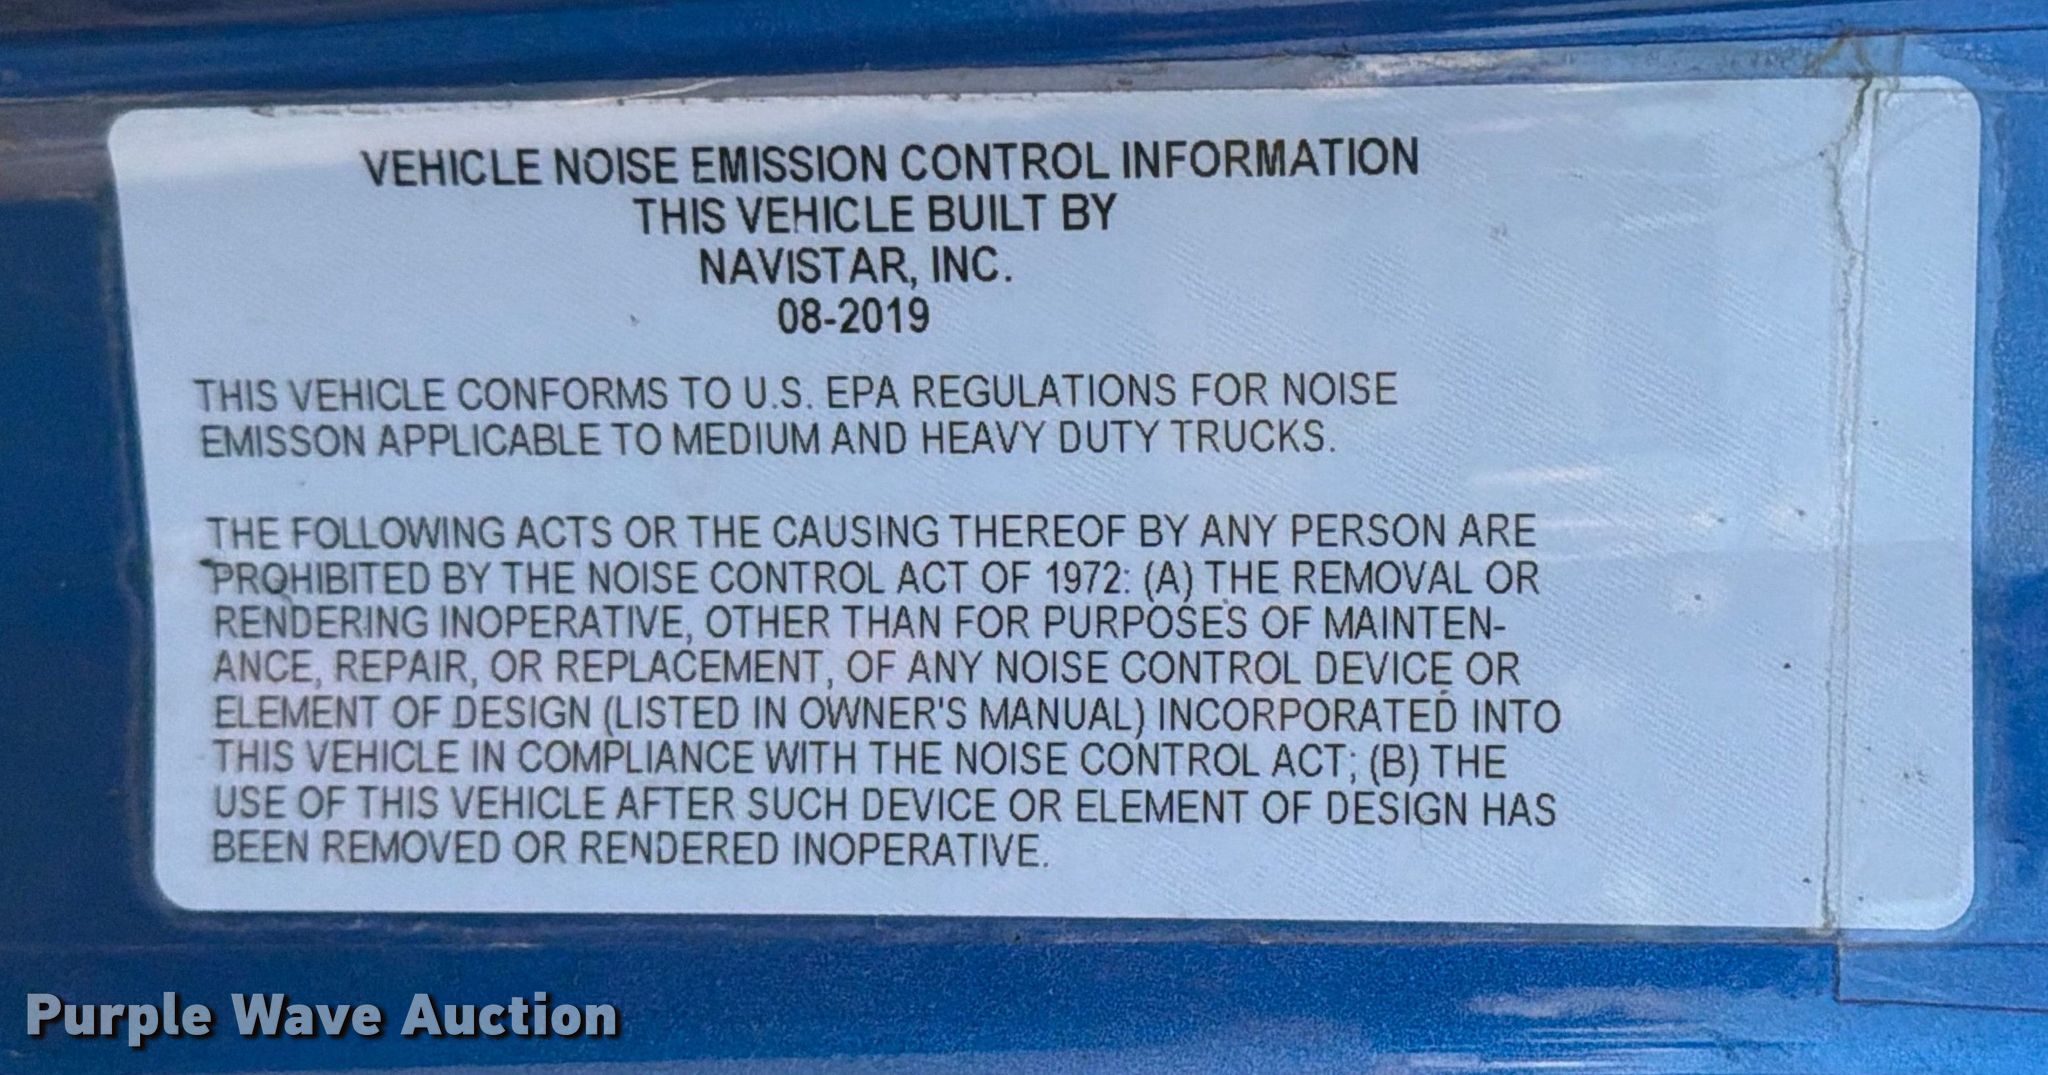 VEHICLE NOISE EMISSION CONTROL INFORMATION
THIS VEHICLE BUILT BY
NAVISTAR, INC.
08-2019
THIS VEHICLE CONFORMS TO U.S. EPA REGULATIONS FOR NOISE
EMISSON APPLICABLE TO MEDIUM AND HEAVY DUTY TRUCKS.
THE FOLLOWING ACTS OR THE CAUSING THEREOF BY ANY PERSON ARE
PROHIBITED BY THE NOISE CONTROL ACT OF 1972: (A) THE REMOVAL OR
RENDERING INOPERATIVE, OTHER THAN FOR PURPOSES OF MAINTEN-
ANCE, REPAIR, OR REPLACEMENT, OF ANY NOISE CONTROL DEVICE OR
ELEMENT OF DESIGN (LISTED IN OWNER'S MANUAL) INCORPORATED INTO
THIS VEHICLE IN COMPLIANCE WITH THE NOISE CONTROL ACT; (B) THE
USE OF THIS VEHICLE AFTER SUCH DEVICE OR ELEMENT OF DESIGN HAS
BEEN REMOVED OR RENDERED INOPERATIVE.
Purple Wave Auction